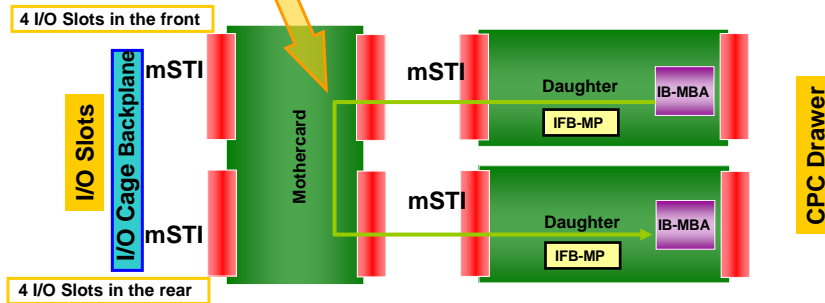 4 I/O Slots in the front
I/O Slots
I/O Cage Backplane
mSTI
mSTI
Mothercard
mSTI
Daughter
IB-MBA
IFB-MP
mSTI
Daughter
IB-MBA
IFB-MP
CPC Drawer
4 I/O Slots in the rear